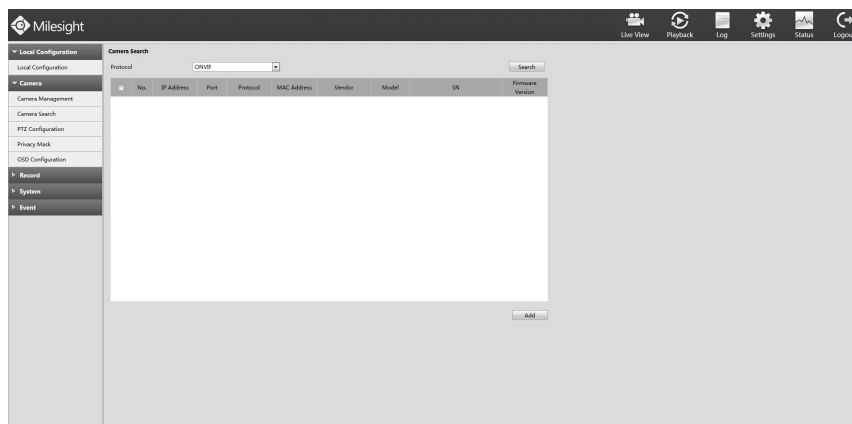 Milesight
Live View Playback Log Settings Status Logou
Local Configuration
Local Configuration
Camera
Camera Management
Camera Search
PTZ Configuration
Privacy Mask
OSD Configuration
Record
System
Event
Camera Search
Protocol ONVIF Search
No. IP Address Port Protocol MAC Address Vendor Model SN Firmware Version
Add